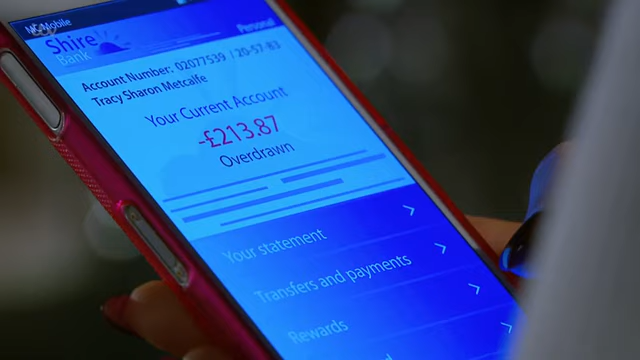 Shire
Bank
Personal
Account Number: 02077539 / 20-57-83
Tracy Sharon Metcalfe
Your Current Account
-£213.87
Overdrawn
Your statement
Transfers and payments
Rewards